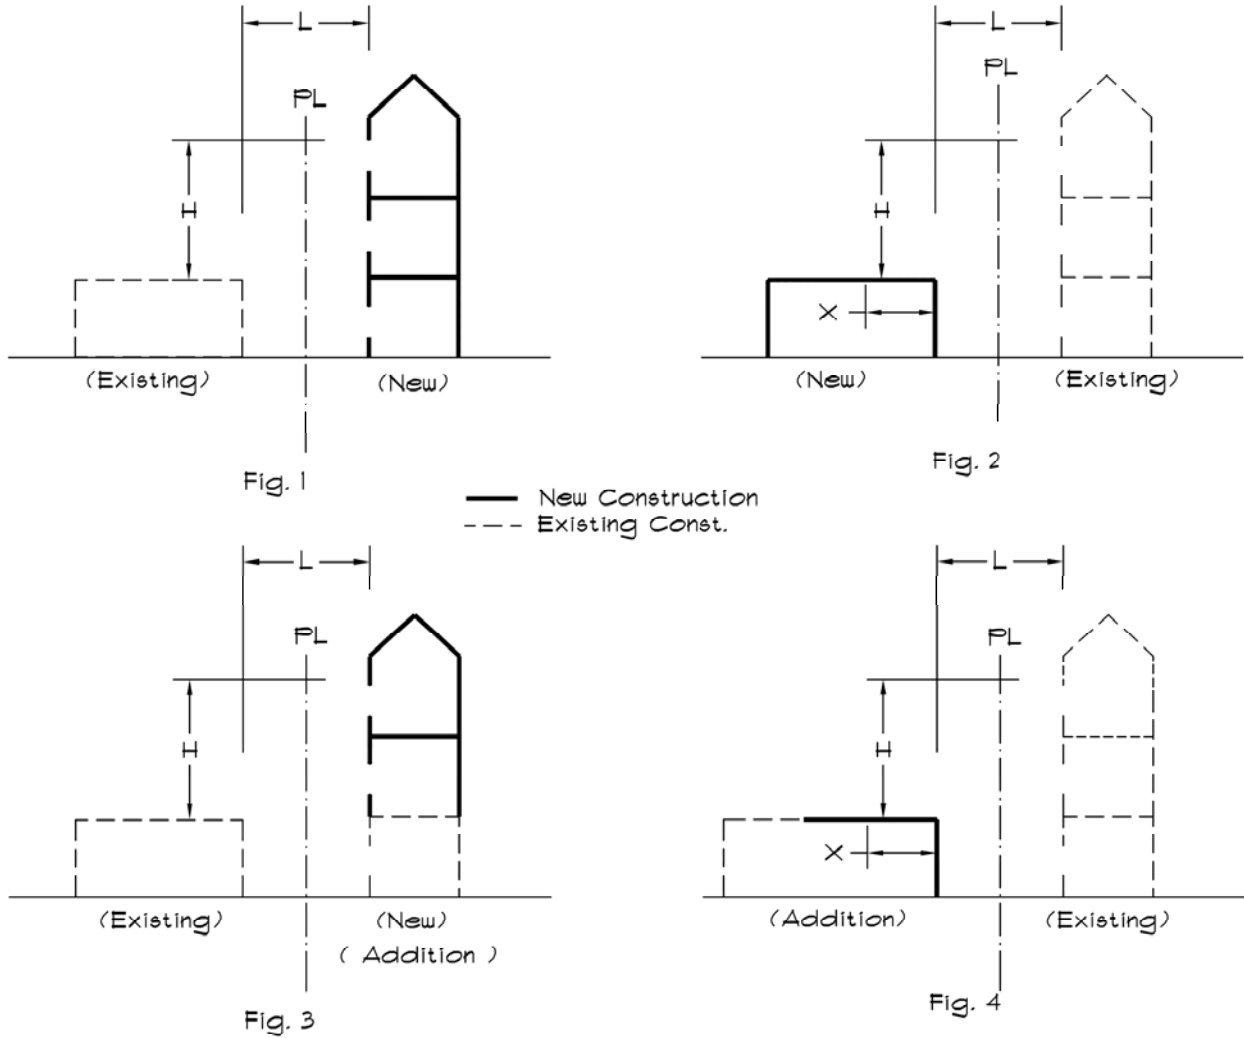 L
PL
H
(Existing)
(New)
Fig. 1
L
PL
H
X
(New)
(Existing)
Fig. 2
New Construction
Existing Const.
L
PL
H
(Existing)
(New)
( Addition )
Fig. 3
L
PL
H
X
(Addition)
(Existing)
Fig. 4